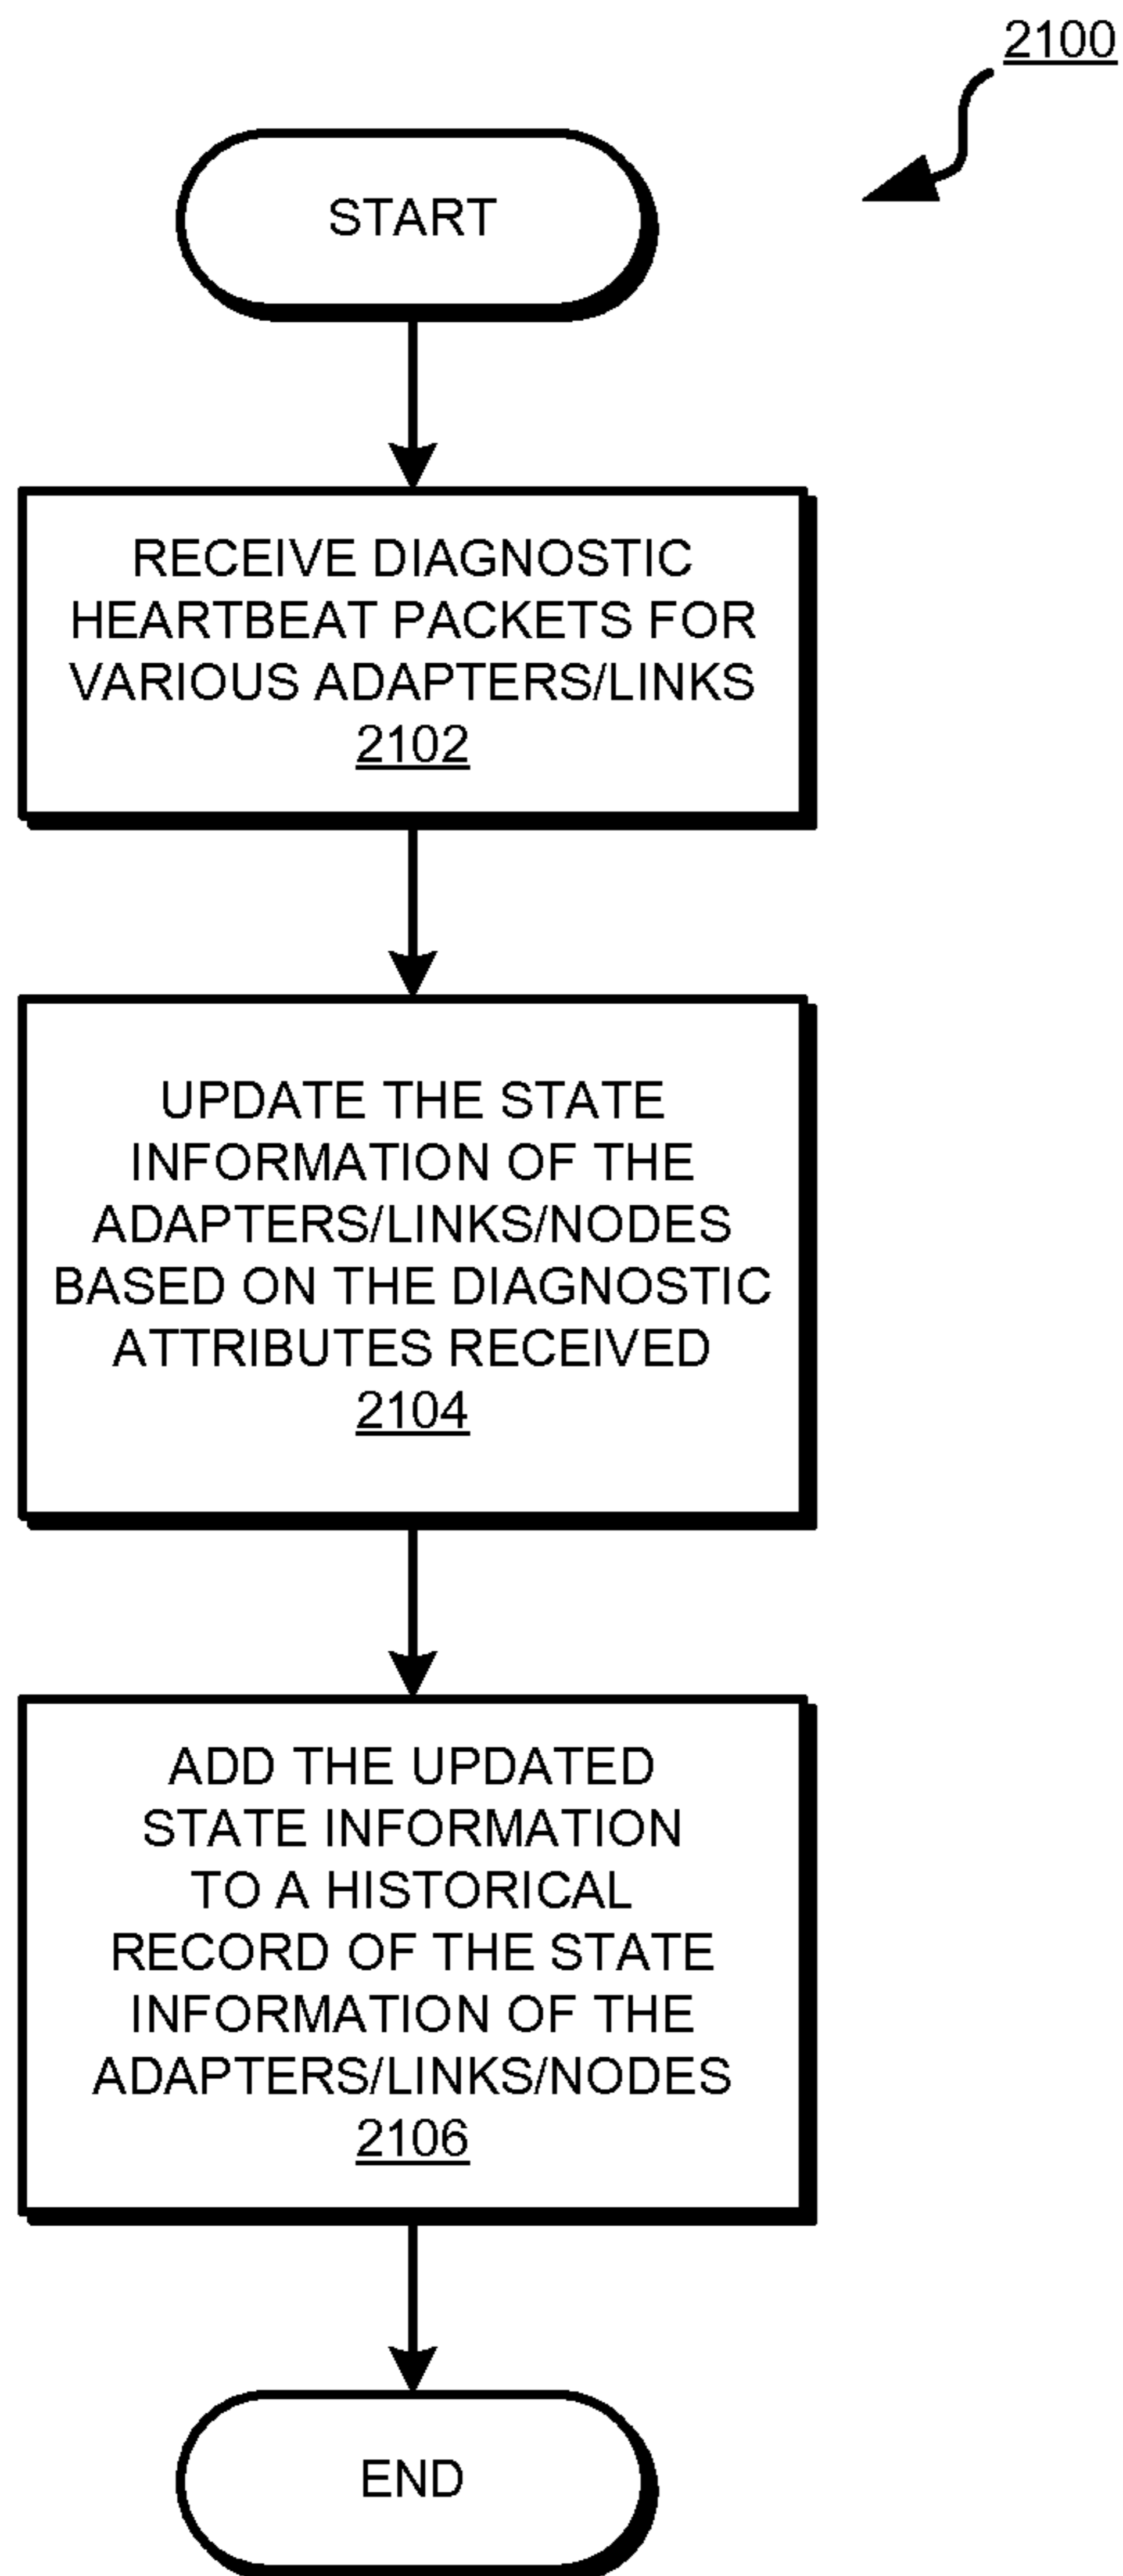 2100
START
RECEIVE DIAGNOSTIC
HEARTBEAT PACKETS FOR
VARIOUS ADAPTERS/LINKS
2102
UPDATE THE STATE
INFORMATION OF THE
ADAPTERS/LINKS/NODES
BASED ON THE DIAGNOSTIC
ATTRIBUTES RECEIVED
2104
ADD THE UPDATED
STATE INFORMATION
TO A HISTORICAL
RECORD OF THE STATE
INFORMATION OF THE
ADAPTERS/LINKS/NODES
2106
END